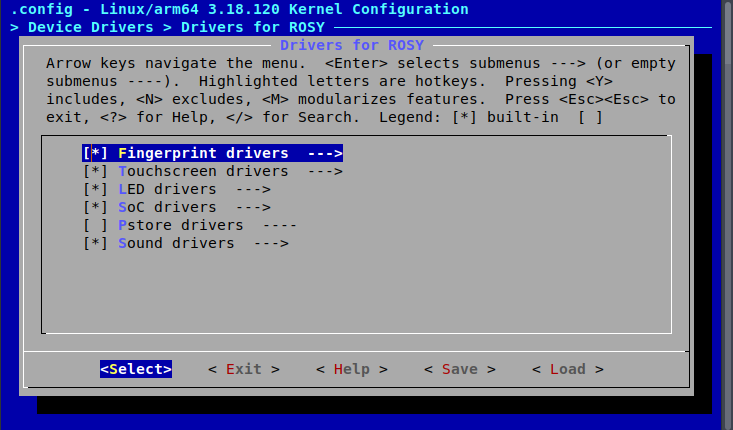 .config - Linux/arm64 3.18.120 Kernel Configuration
> Device Drivers > Drivers for ROSY
Drivers for ROSY
Arrow keys navigate the menu.  <Enter> selects submenus ---> (or empty
submenus ----).  Highlighted letters are hotkeys.  Pressing <Y>
includes, <N> excludes, <M> modularizes features.  Press <Esc><Esc> to
exit, <?> for Help, </> for Search.  Legend: [*] built-in  [ ]
[*] Fingerprint drivers  --->
[*] Touchscreen drivers  --->
[*] LED drivers  --->
[*] SoC drivers  --->
[ ] Pstore drivers  ----
[*] Sound drivers  --->
<Select>    < Exit >    < Help >    < Save >    < Load >